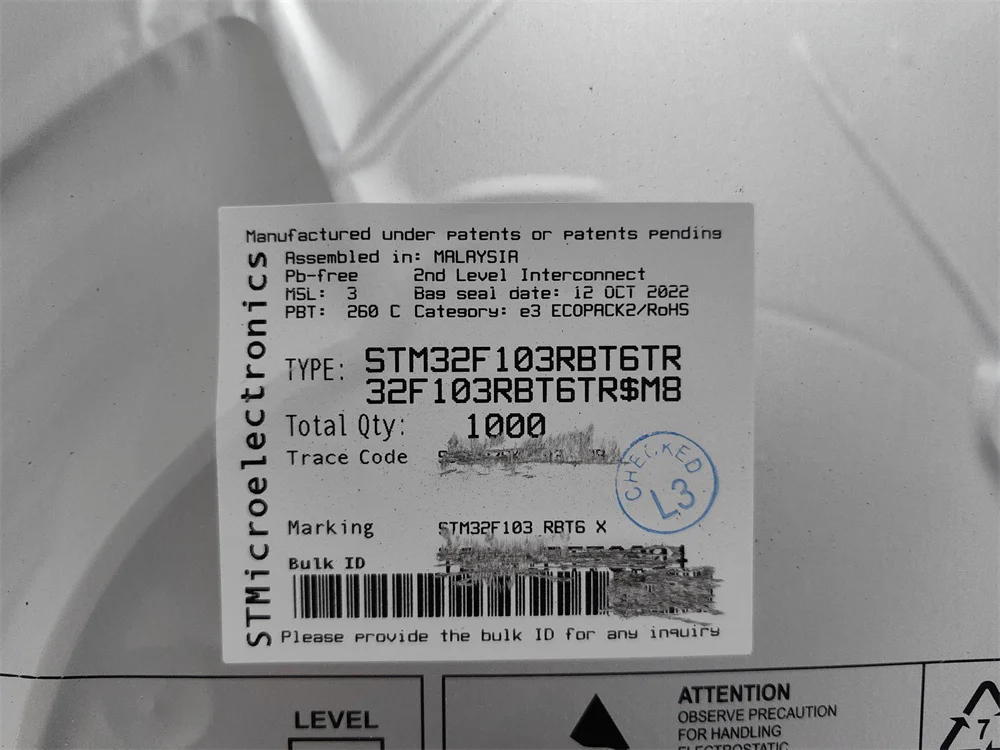 Manufactured under patents or patents pending
STMicroelectronics
Assembled in: MALAYSIA
Pb-free 2nd Level Interconnect
MSL: 3 Bag seal date: 12 OCT 2022
PBT: 260 C Category: e3 ECOPACK2/RoHS
TYPE: STM32F103RBT6TR
32F103RBT6TR$M8
Total Qty: 1000
Trace Code
CHECKED
L3
Marking STM32F103 RBT6 X
Bulk ID
Please provide the bulk ID for any inquiry
LEVEL
ATTENTION
OBSERVE PRECAUTION
FOR HANDLING
ELECTROSTATIC
7